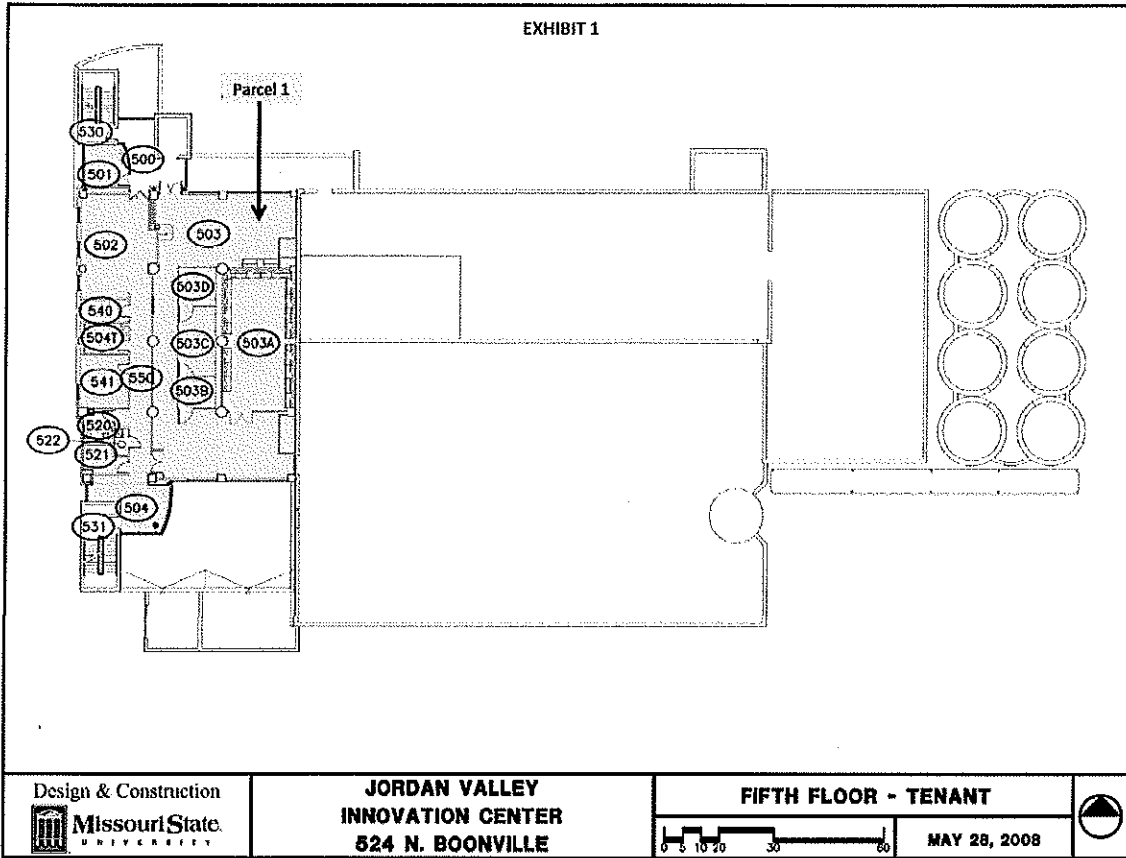 EXHIBIT 1
Parcel 1
530
500
501
502
503
540
503D
504T
503C
503A
541
550
503B
520
522
521
504
531
Design & Construction
Missouri State
UNIVERSITY
JORDAN VALLEY
INNOVATION CENTER
524 N. BOONVILLE
FIFTH FLOOR - TENANT
0 5 10 20 30 60
MAY 28, 2008